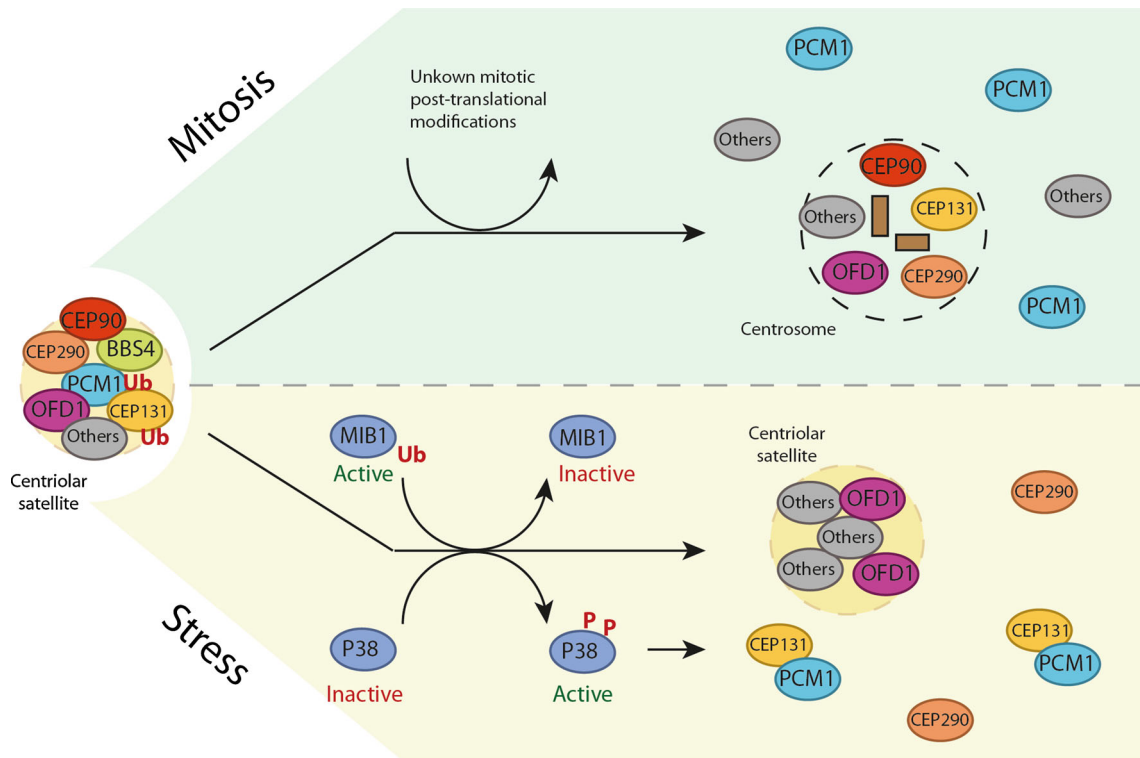 Mitosis
Unkown mitotic
post-translational
modifications
PCM1
PCM1
Others
CEP90
Others
CEP131
Others
OFD1
CEP290
PCM1
Centrosome
CEP90
CEP290
BBS4
PCM1
Ub
OFD1
CEP131
Others
Ub
Centriolar
satellite
Stress
MIB1
Ub
Active
MIB1
Inactive
P38
Inactive
P
P
P38
Active
Centriolar
satellite
Others
OFD1
Others
Others
OFD1
CEP290
CEP131
PCM1
CEP131
PCM1
CEP290